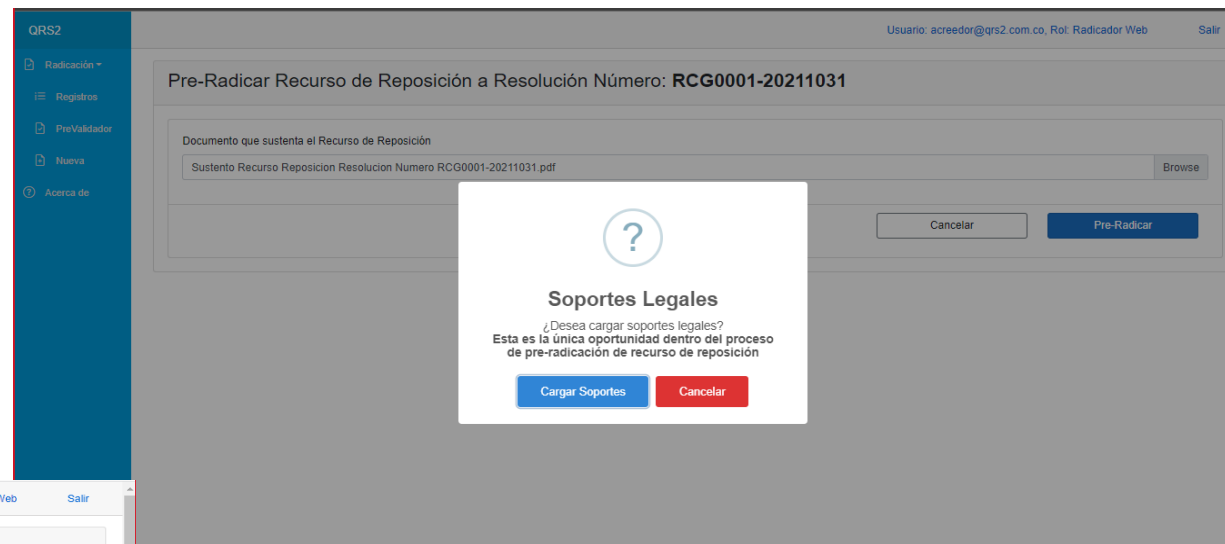 QRS2
Usuario: acreedor@qrs2.com.co, Rol: Radicador Web
Salir
Radicación
Registros
PreValidador
Nueva
Acerca de
Pre-Radicar Recurso de Reposición a Resolución Número: RCG0001-20211031
Documento que sustenta el Recurso de Reposición
Sustento Recurso Reposicion Resolucion Numero RCG0001-20211031.pdf
Browse
Cancelar
Pre-Radicar
?
Soportes Legales
¿Desea cargar soportes legales?
Esta es la única oportunidad dentro del proceso
de pre-radicación de recurso de reposición
Cargar Soportes
Cancelar
Web
Salir